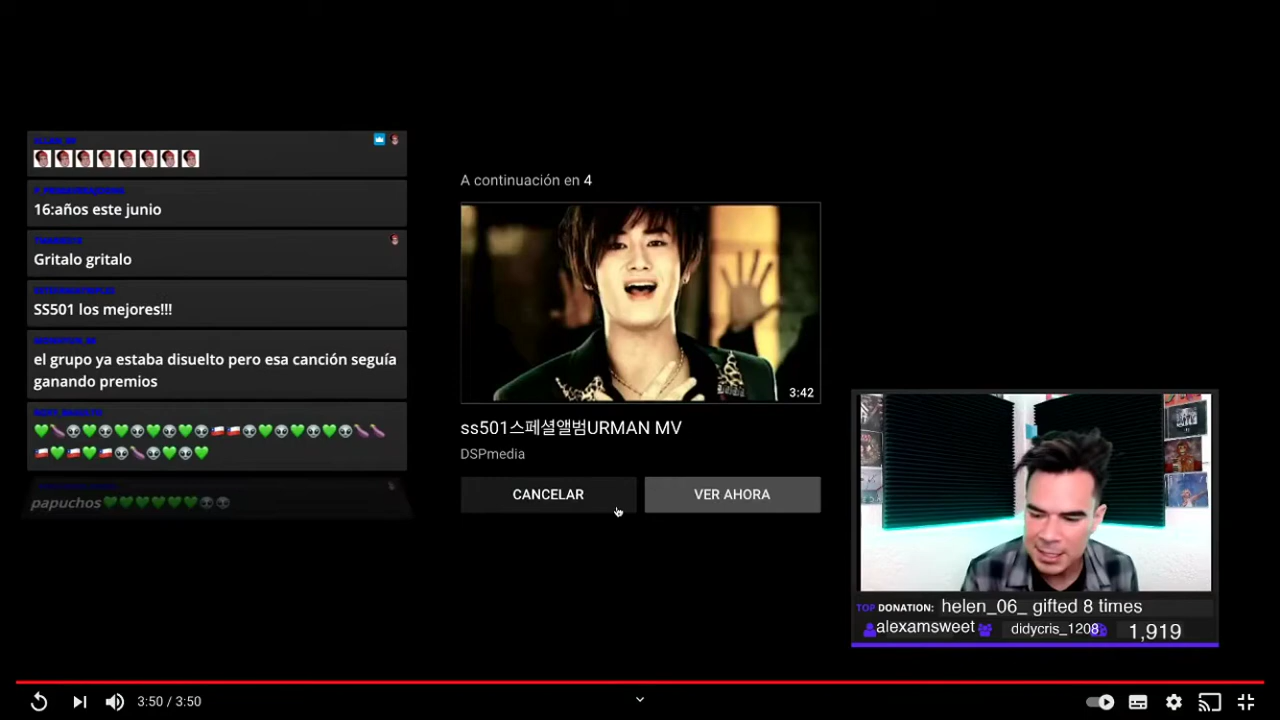 16:años este junio
Gritalo gritalo
SS501 los mejores!!!
el grupo ya estaba disuelto pero esa canción seguía
ganando premios
papuchos
A continuación en 4
3:42
ss501스페셜앨범URMAN MV
DSPmedia
CANCELAR
VER AHORA
TOP DONATION: helen_06_ gifted 8 times
alexamsweet didycris_1208 1,919
3:50 / 3:50